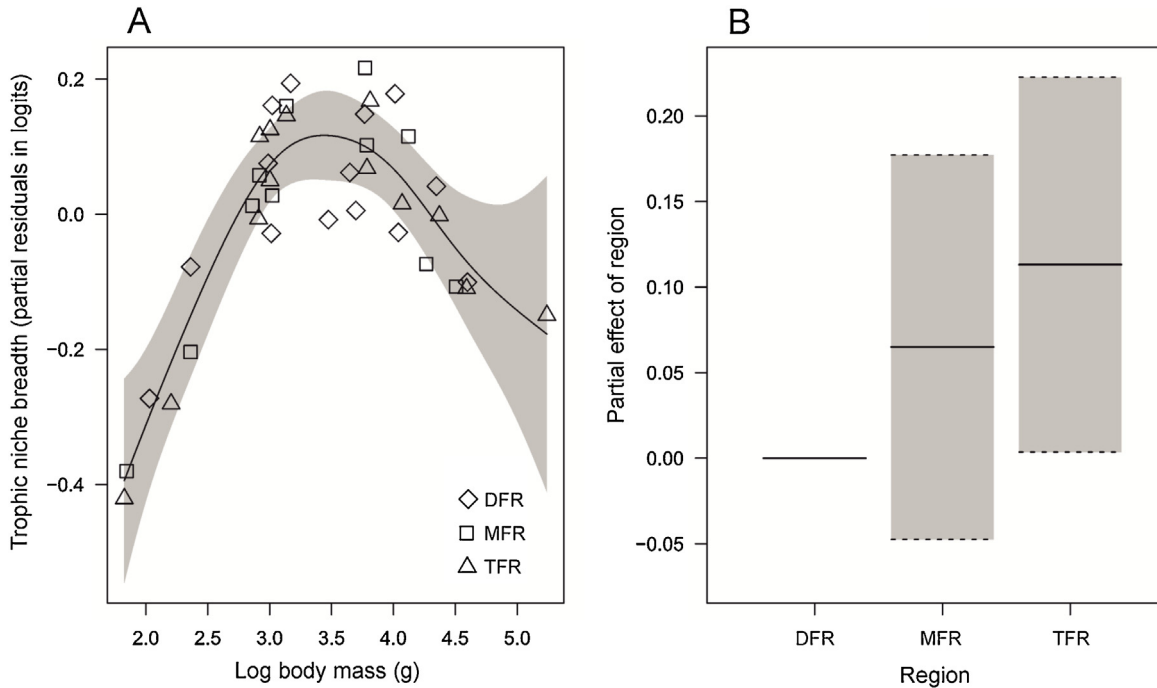 A
Trophic niche breadth (partial residuals in logits)
0.2
0.0
−0.2
−0.4
DFR
MFR
TFR
2.0 2.5 3.0 3.5 4.0 4.5 5.0
Log body mass (g)
B
Partial effect of region
0.20
0.15
0.10
0.05
0.00
−0.05
DFR MFR TFR
Region